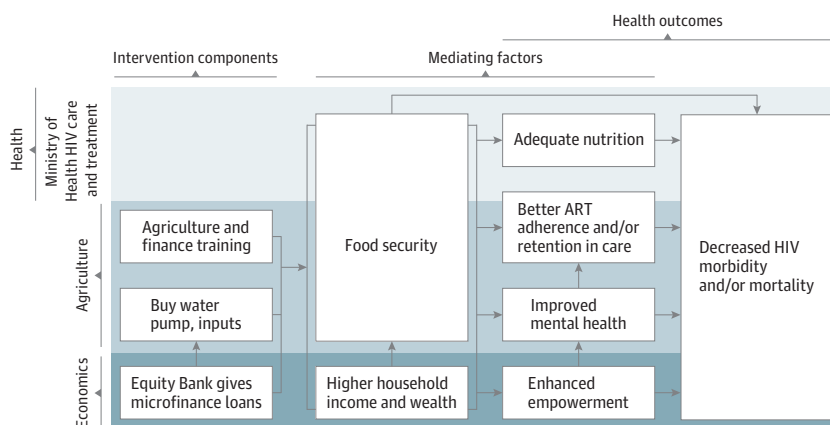 Health outcomes
Intervention components
Mediating factors
Health
Ministry of
Health HIV care
and treatment
Adequate nutrition
Agriculture
Agriculture and
finance training
Food security
Better ART
adherence and/or
retention in care
Decreased HIV
morbidity
and/or mortality
Buy water
pump, inputs
Improved
mental health
Economics
Equity Bank gives
microfinance loans
Higher household
income and wealth
Enhanced
empowerment